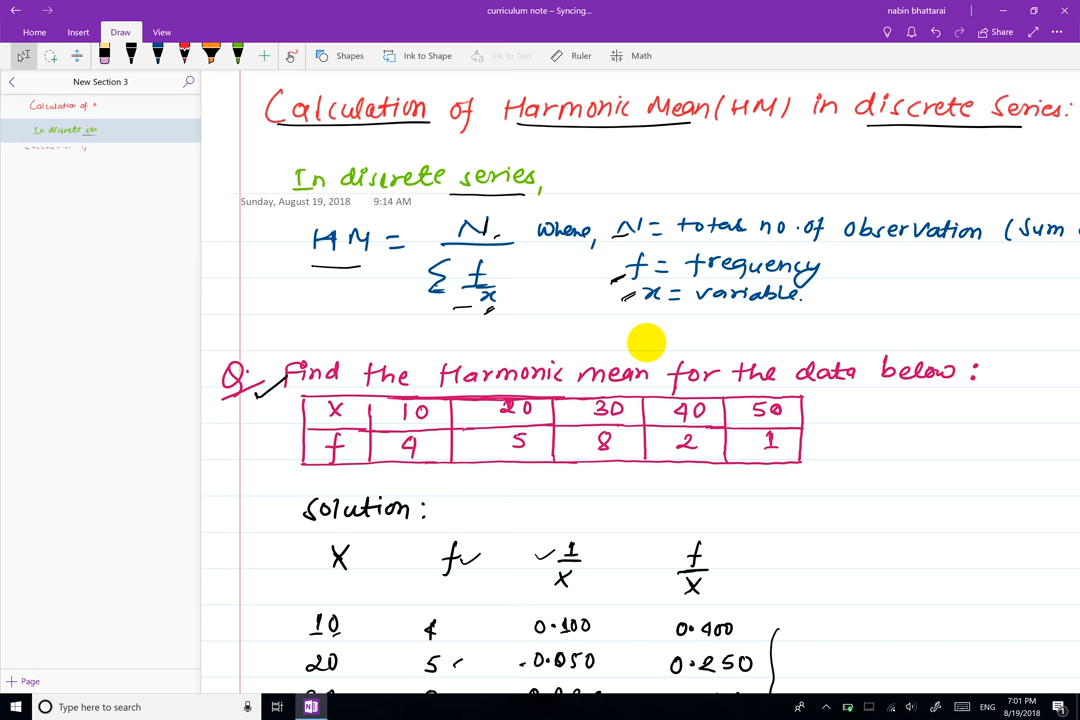 curriculum note – Syncing...
nabin bhattarai
Home Insert Draw View
Share
Shapes Ink to Shape Ink to Text Ruler Math
New Section 3
Calculation of
In discrete ser
Calculation of Harmonic Mean (HM) in discrete series:
In discrete series,
Sunday, August 19, 2018 9:14 AM
HM = N / Σ f/x where, N = total no. of observation (Sum
f = frequency
x = variable.
Q. Find the Harmonic mean for the data below:
X 10 20 30 40 50
f 4 5 8 2 1
Solution:
X f 1/X f/X
10 4 0.100 0.400
20 5 0.050 0.250
+ Page
Type here to search
ENG
7:01 PM
8/19/2018
1